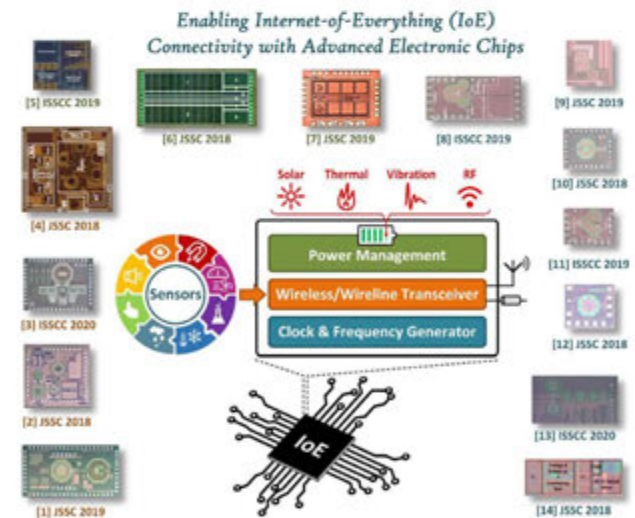 Enabling Internet-of-Everything (IoE)
Connectivity with Advanced Electronic Chips
[5] ISSCC 2019
[6] JSSC 2018
[7] JSSC 2019
[8] ISSCC 2019
[9] JSSC 2019
[4] JSSC 2018
[10] JSSC 2018
Solar
Thermal
Vibration
RF
Power Management
Sensors
Wireless/Wireline Transceiver
Clock & Frequency Generator
[11] ISSCC 2019
[3] ISSCC 2020
[12] JSSC 2018
[2] JSSC 2018
IoE
[13] ISSCC 2020
[1] JSSC 2019
[14] JSSC 2018